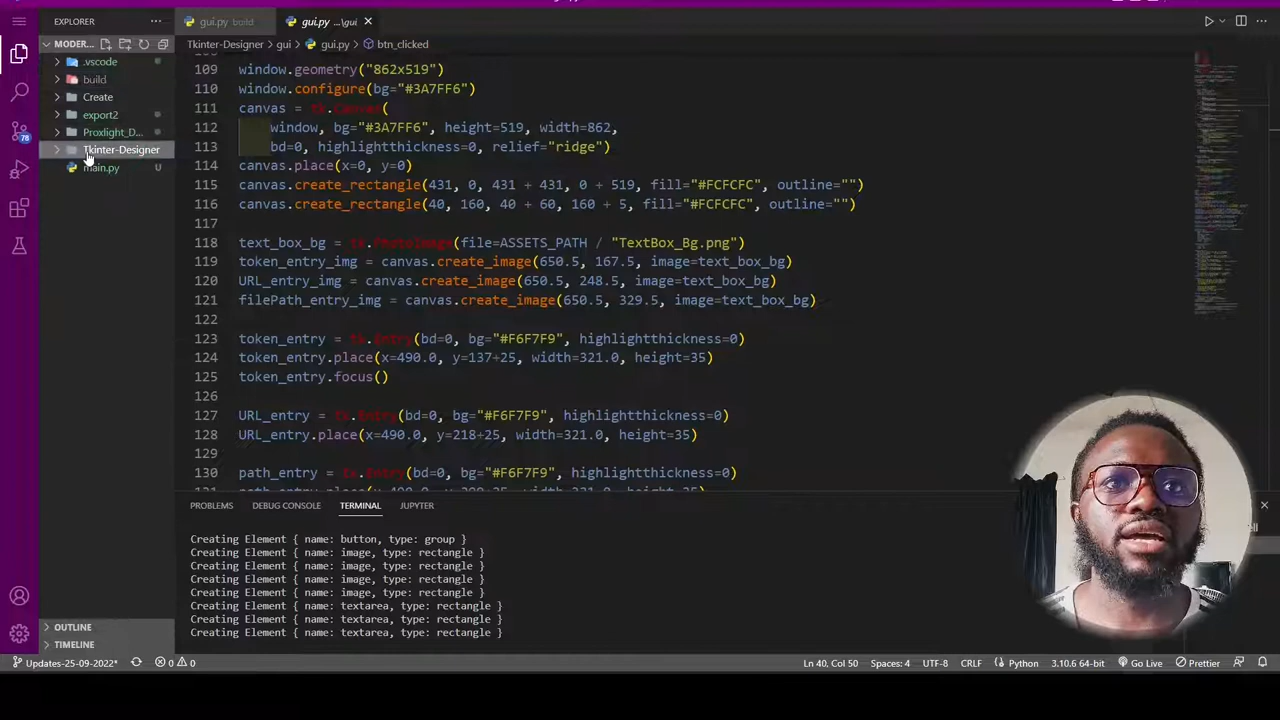 EXPLORER
gui.py build
gui.py ...\gui
MODER...
Tkinter-Designer > gui > gui.py > btn_clicked
.vscode
build
Create
export2
Proxlight_D...
Tkinter-Designer
main.py U
109 window.geometry("862x519")
110 window.configure(bg="#3A7FF6")
111 canvas = tk.Canvas(
112 window, bg="#3A7FF6", height=519, width=862,
113 bd=0, highlightthickness=0, relief="ridge")
114 canvas.place(x=0, y=0)
115 canvas.create_rectangle(431, 0, 431 + 431, 0 + 519, fill="#FCFCFC", outline="")
116 canvas.create_rectangle(40, 160, 40 + 60, 160 + 5, fill="#FCFCFC", outline="")
117
118 text_box_bg = tk.PhotoImage(file=ASSETS_PATH / "TextBox_Bg.png")
119 token_entry_img = canvas.create_image(650.5, 167.5, image=text_box_bg)
120 URL_entry_img = canvas.create_image(650.5, 248.5, image=text_box_bg)
121 filePath_entry_img = canvas.create_image(650.5, 329.5, image=text_box_bg)
122
123 token_entry = tk.Entry(bd=0, bg="#F6F7F9", highlightthickness=0)
124 token_entry.place(x=490.0, y=137+25, width=321.0, height=35)
125 token_entry.focus()
126
127 URL_entry = tk.Entry(bd=0, bg="#F6F7F9", highlightthickness=0)
128 URL_entry.place(x=490.0, y=218+25, width=321.0, height=35)
129
130 path_entry = tk.Entry(bd=0, bg="#F6F7F9", highlightthickness=0)
78
PROBLEMS DEBUG CONSOLE TERMINAL JUPYTER
Creating Element { name: button, type: group }
Creating Element { name: image, type: rectangle }
Creating Element { name: image, type: rectangle }
Creating Element { name: image, type: rectangle }
Creating Element { name: image, type: rectangle }
Creating Element { name: textarea, type: rectangle }
Creating Element { name: textarea, type: rectangle }
Creating Element { name: textarea, type: rectangle }
OUTLINE
TIMELINE
Updates-25-09-2022* 0 0 Ln 40, Col 50 Spaces: 4 UTF-8 CRLF Python 3.10.6 64-bit Go Live Prettier